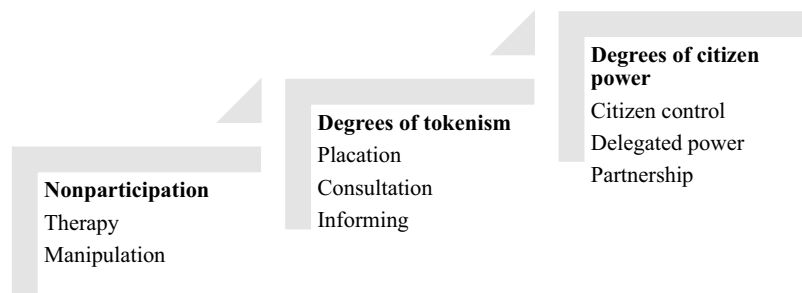 Nonparticipation
Therapy
Manipulation
Degrees of tokenism
Placation
Consultation
Informing
Degrees of citizen
power
Citizen control
Delegated power
Partnership